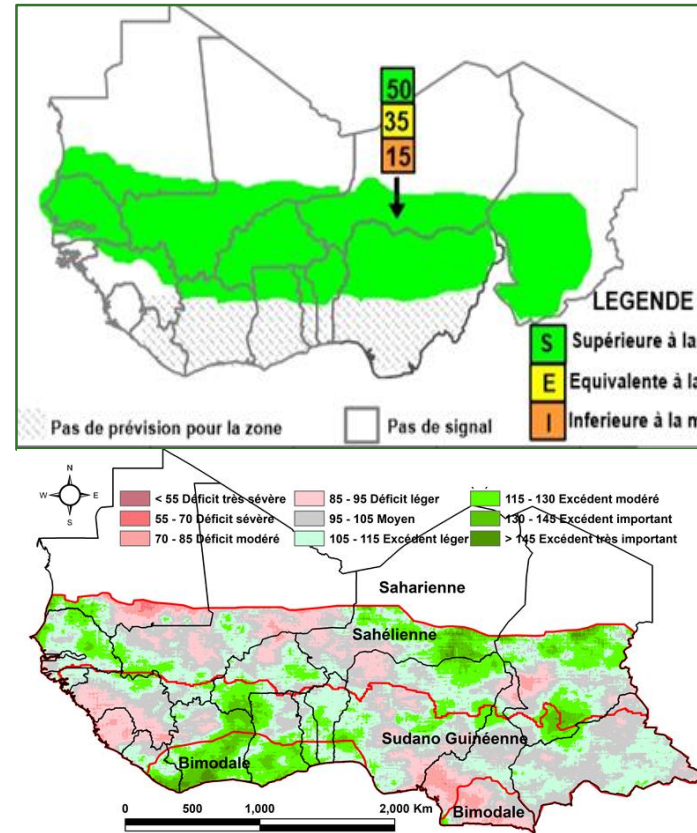 50
35
15
LEGENDE
S Supérieure à la
E Equivalente à la
I Inferieure à la m
Pas de prévision pour la zone
Pas de signal
N
W E
S
< 55 Déficit très sévère
55 - 70 Déficit sévère
70 - 85 Déficit modéré
85 - 95 Déficit léger
95 - 105 Moyen
105 - 115 Excédent léger
115 - 130 Excédent modéré
130 - 145 Excédent important
> 145 Excédent très important
Saharienne
Sahélienne
Sudano Guinéenne
Bimodale
Bimodale
0 500 1,000 2,000 Km